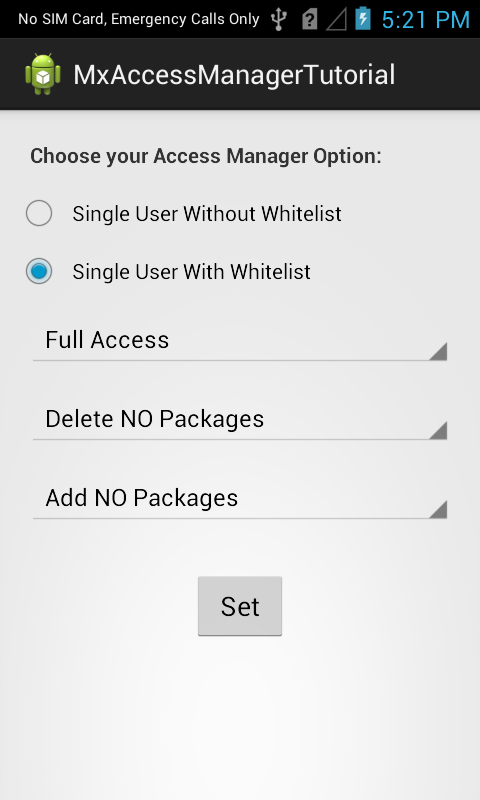 No SIM Card, Emergency Calls Only 5:21 PM
MxAccessManagerTutorial
Choose your Access Manager Option:
Single User Without Whitelist
Single User With Whitelist
Full Access
Delete NO Packages
Add NO Packages
Set